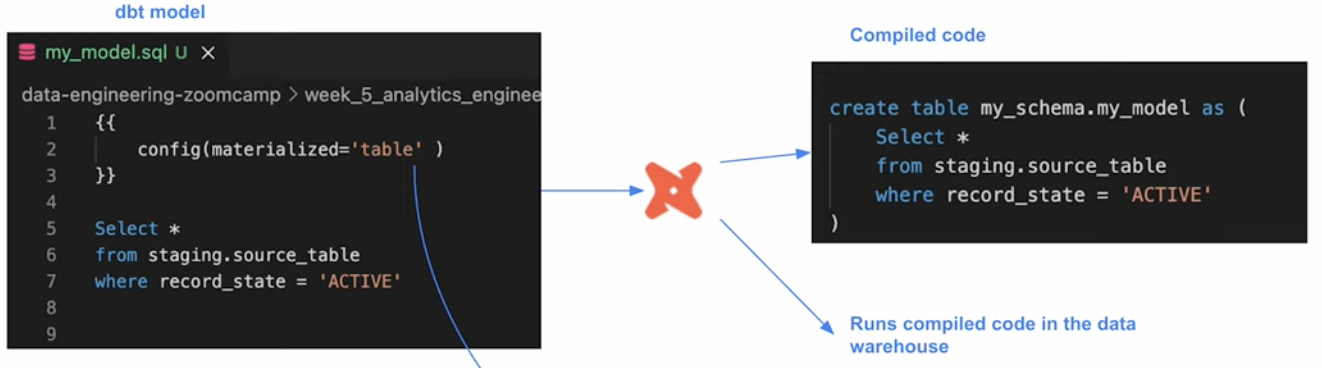 dbt model
my_model.sql U ×
data-engineering-zoomcamp > week_5_analytics_enginee
1 {{
2 config(materialized='table' )
3 }}
4
5 Select *
6 from staging.source_table
7 where record_state = 'ACTIVE'
8
9
Compiled code
create table my_schema.my_model as (
Select *
from staging.source_table
where record_state = 'ACTIVE'
)
Runs compiled code in the data
warehouse